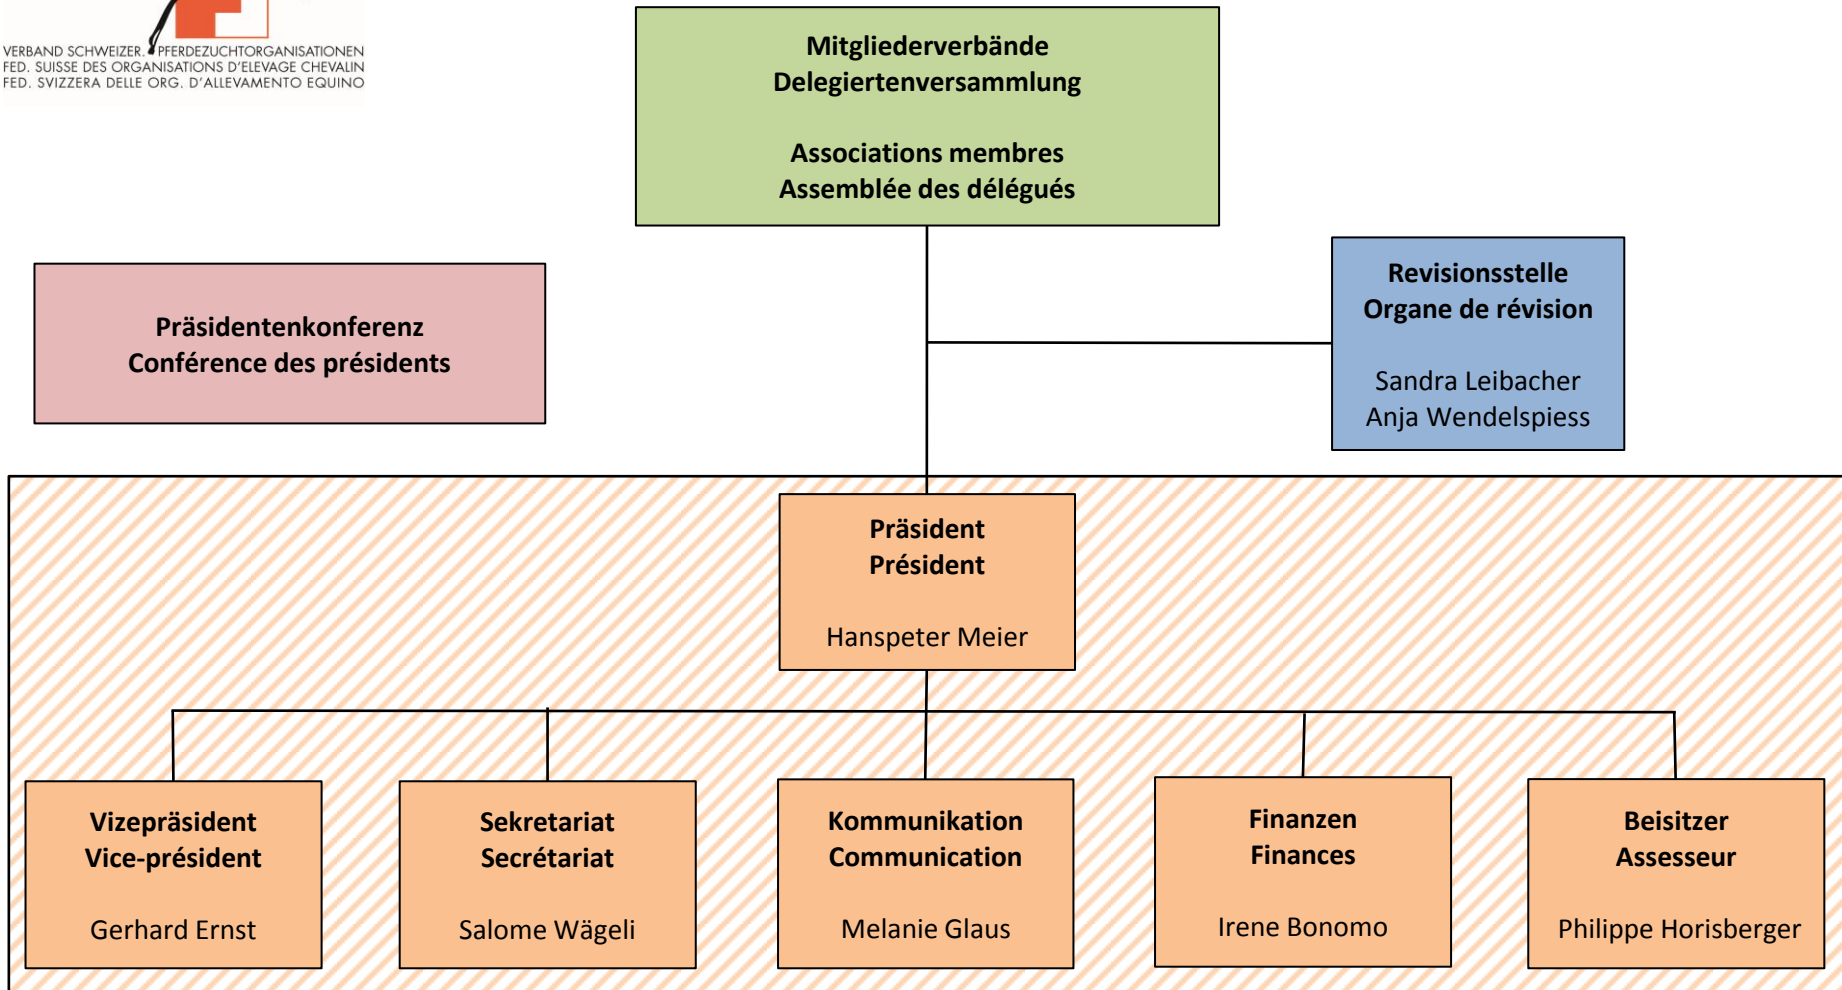 VERBAND SCHWEIZER. PFERDEZUCHTORGANISATIONEN
FED. SUISSE DES ORGANISATIONS D'ELEVAGE CHEVALIN
FED. SVIZZERA DELLE ORG. D'ALLEVAMENTO EQUINO
Mitgliederverbände
Delegiertenversammlung
Associations membres
Assemblée des délégués
Präsidentenkonferenz
Conférence des présidents
Revisionsstelle
Organe de révision
Sandra Leibacher
Anja Wendelspiess
Präsident
Président
Hanspeter Meier
Vizepräsident
Vice-président
Gerhard Ernst
Sekretariat
Secrétariat
Salome Wägeli
Kommunikation
Communication
Melanie Glaus
Finanzen
Finances
Irene Bonomo
Beisitzer
Assesseur
Philippe Horisberger